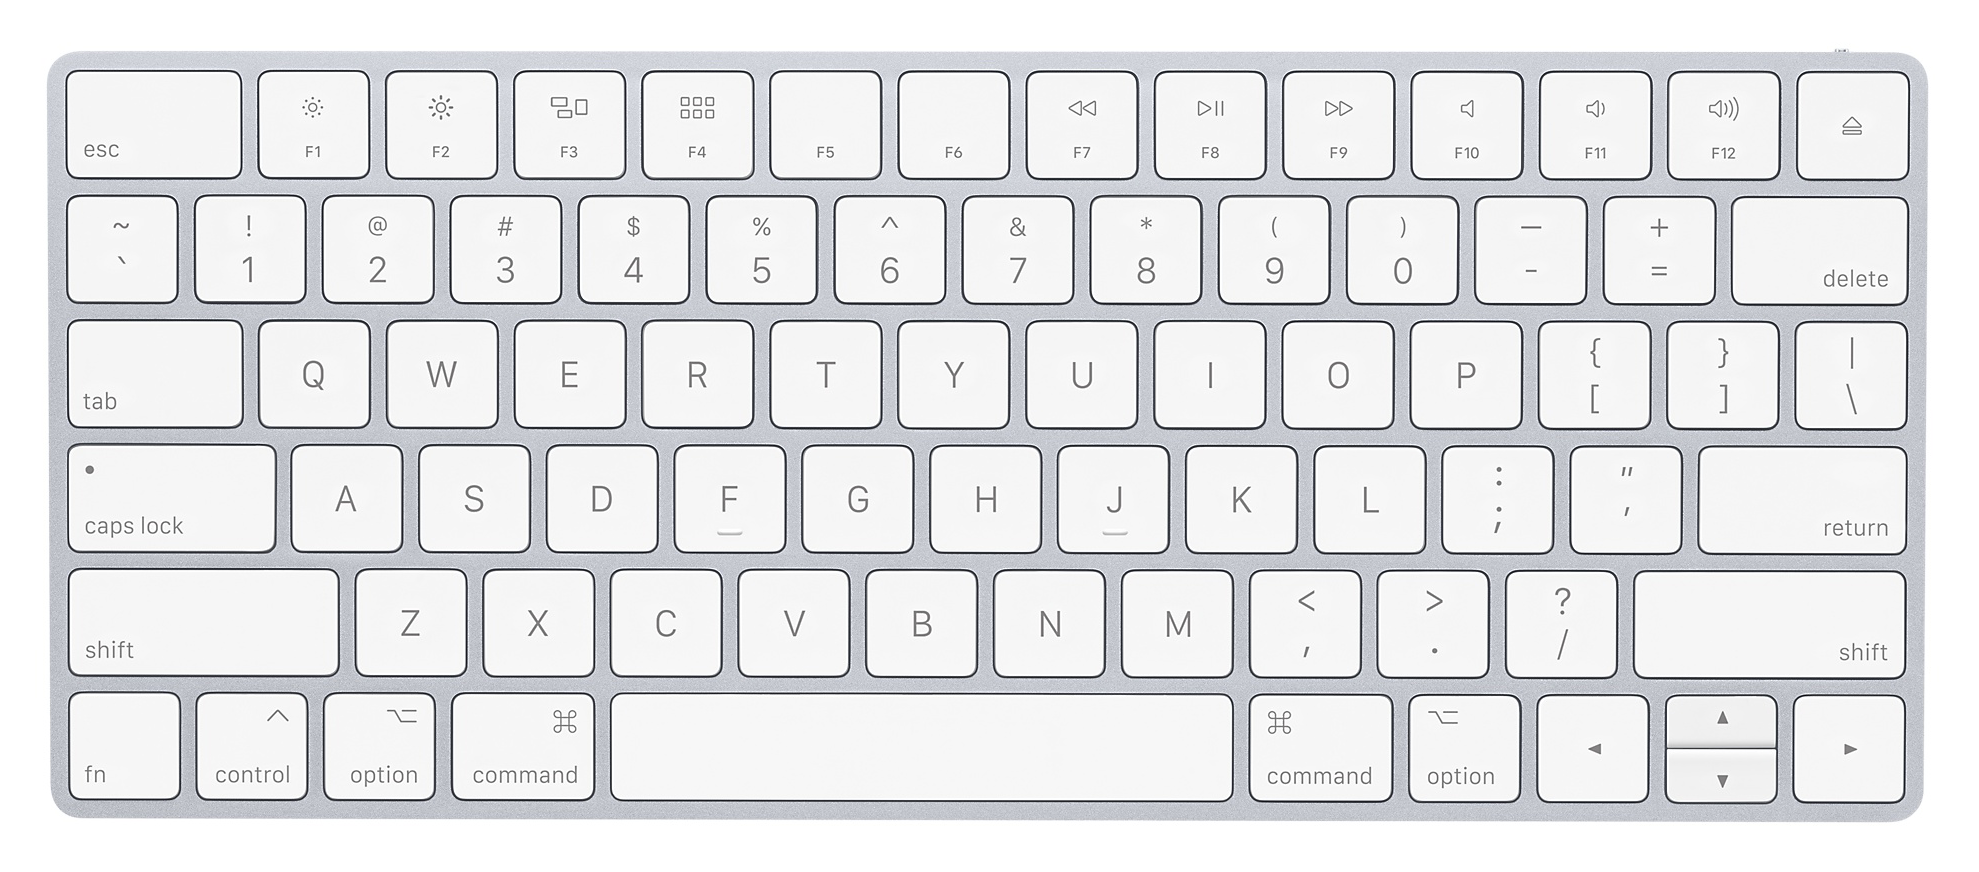 esc F1 F2 F3 F4 F5 F6 F7 F8 F9 F10 F11 F12
~ ! @ # $ % ^ & * ( ) — +
` 1 2 3 4 5 6 7 8 9 0 - = delete
tab Q W E R T Y U I O P { } |
[ ] \
caps lock A S D F G H J K L : "
; ' return
shift Z X C V B N M < > ?
, . / shift
fn control option command command option